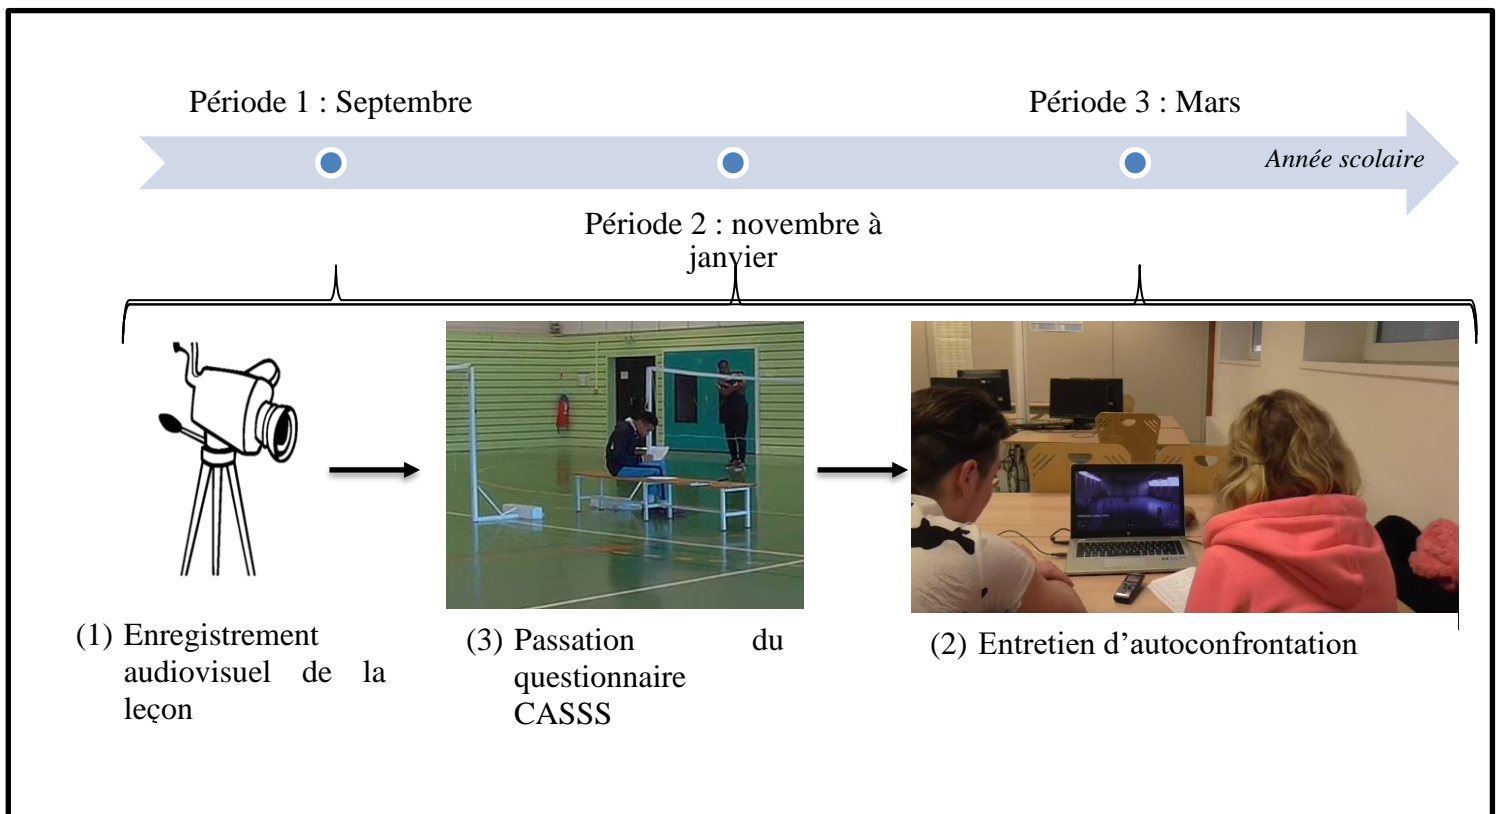 Période 1 : Septembre
Période 3 : Mars
Année scolaire
Période 2 : novembre à
janvier
(1) Enregistrement
audiovisuel de la
leçon
(3) Passation du
questionnaire
CASSS
(2) Entretien d’autoconfrontation